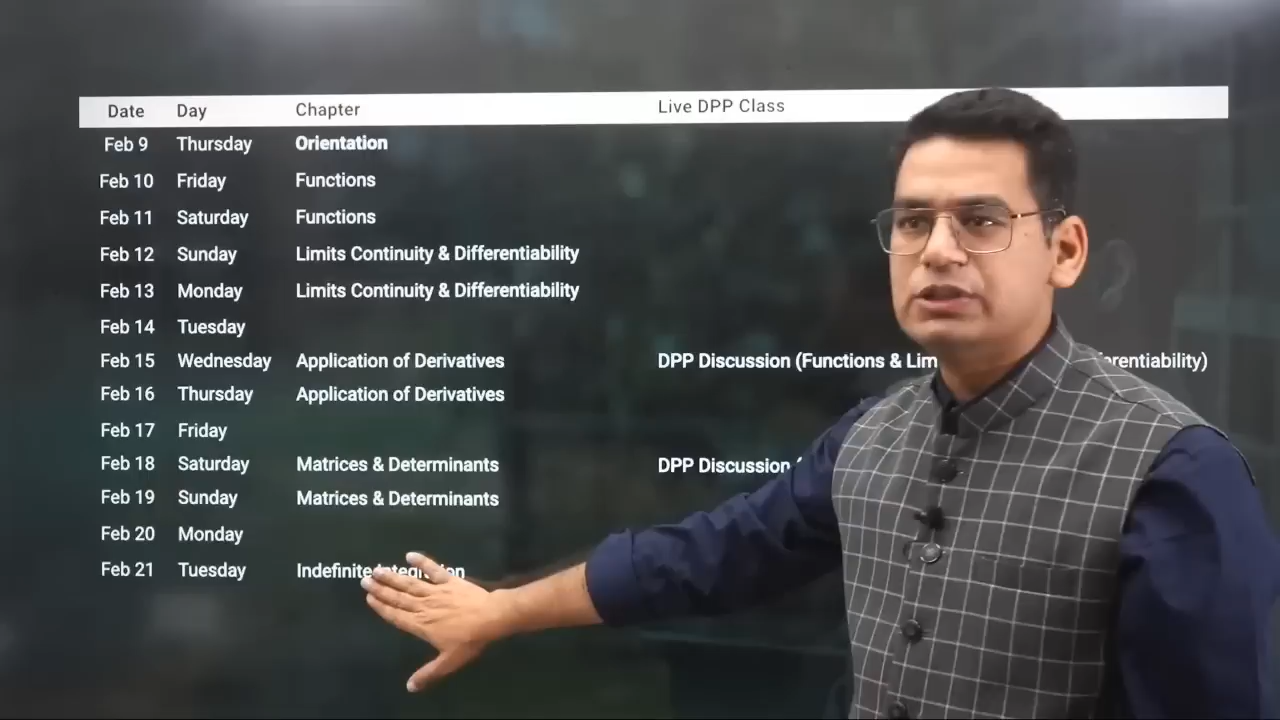 Date Day Chapter Live DPP Class
Feb 9 Thursday Orientation
Feb 10 Friday Functions
Feb 11 Saturday Functions
Feb 12 Sunday Limits Continuity & Differentiability
Feb 13 Monday Limits Continuity & Differentiability
Feb 14 Tuesday
Feb 15 Wednesday Application of Derivatives DPP Discussion (Functions &
Feb 16 Thursday Application of Derivatives
Feb 17 Friday
Feb 18 Saturday Matrices & Determinants DPP Discussion
Feb 19 Sunday Matrices & Determinants
Feb 20 Monday
Feb 21 Tuesday Indefinite